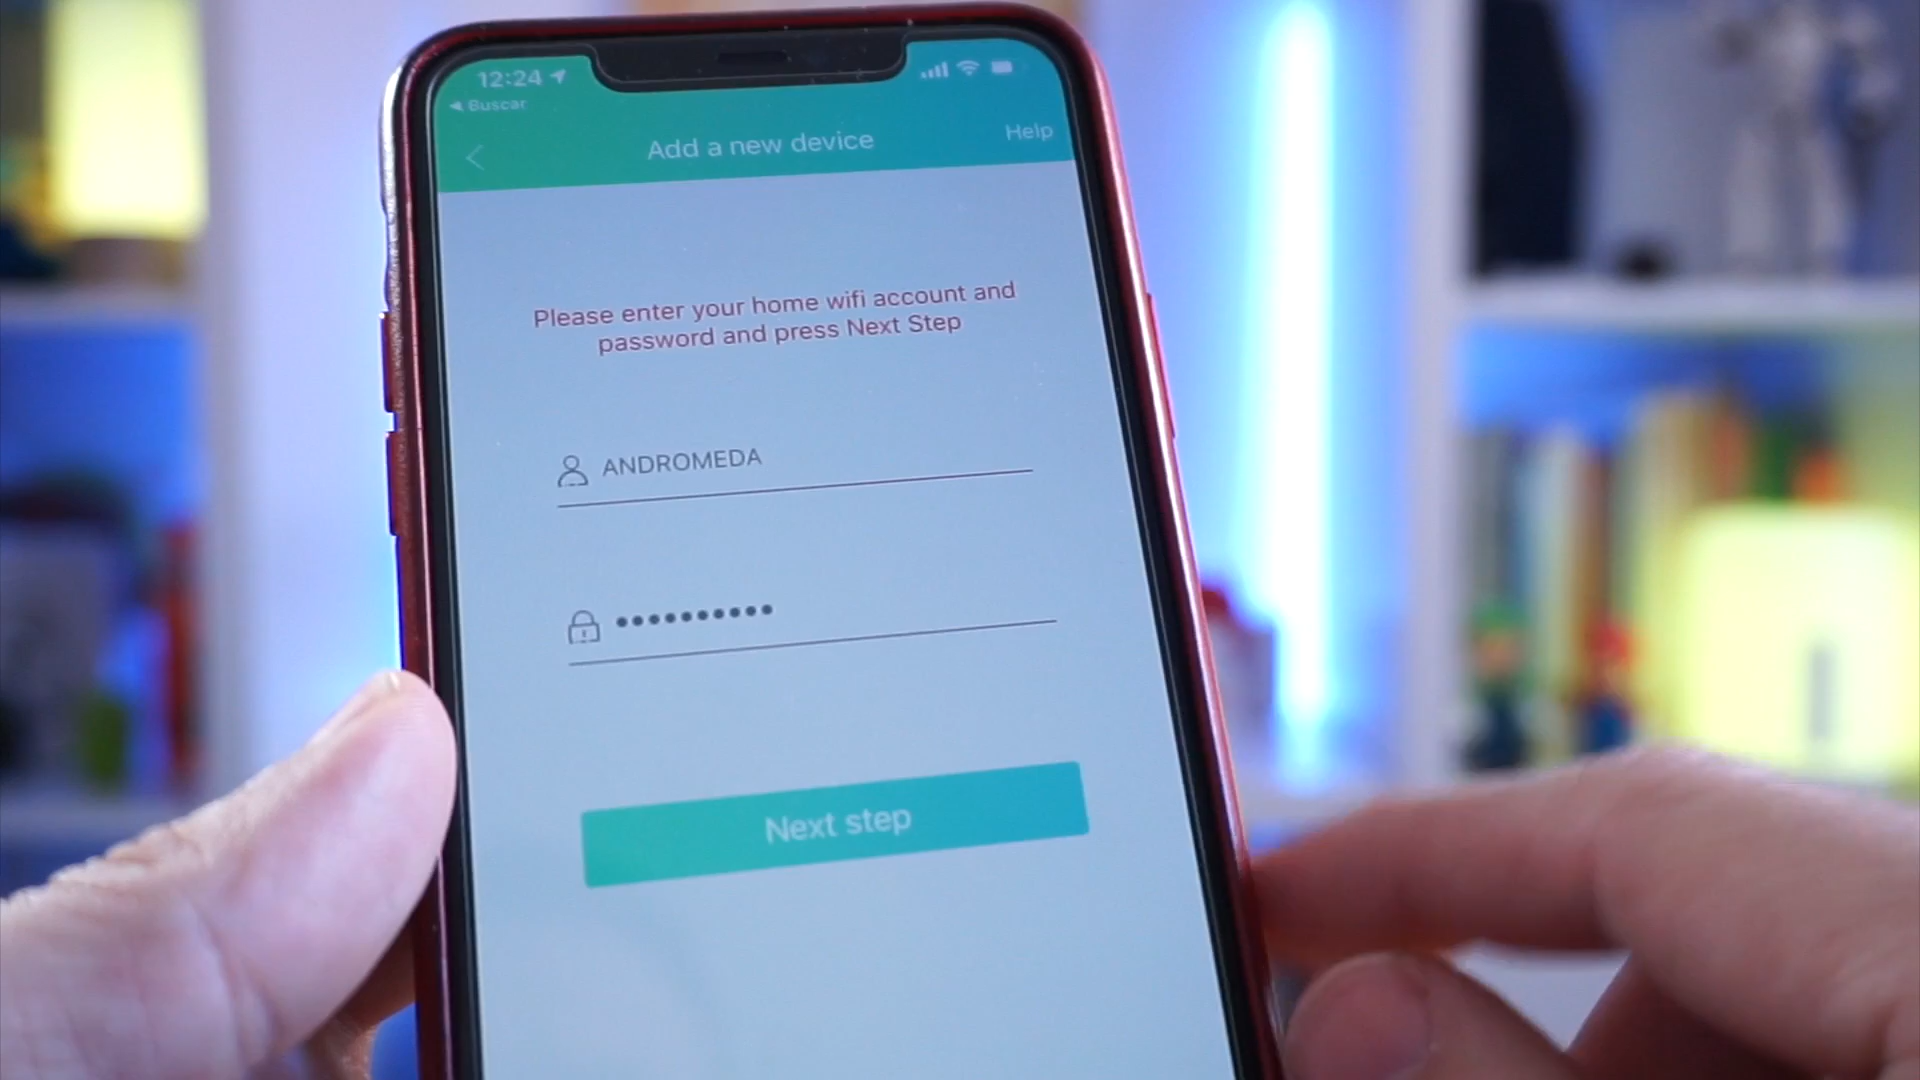 12:24
Buscar
Add a new device
Help
Please enter your home wifi account and
password and press Next Step
ANDROMEDA
••••••••••
Next step